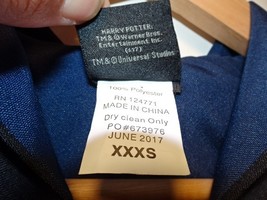 HARRY POTTER:
TM & © Warner Bros.
Entertainment Inc.
(s17)
TM & © Universal Studios
100% Polyester
RN 124771
MADE IN CHINA
Dry clean Only
PO#673976
JUNE 2017
XXXS